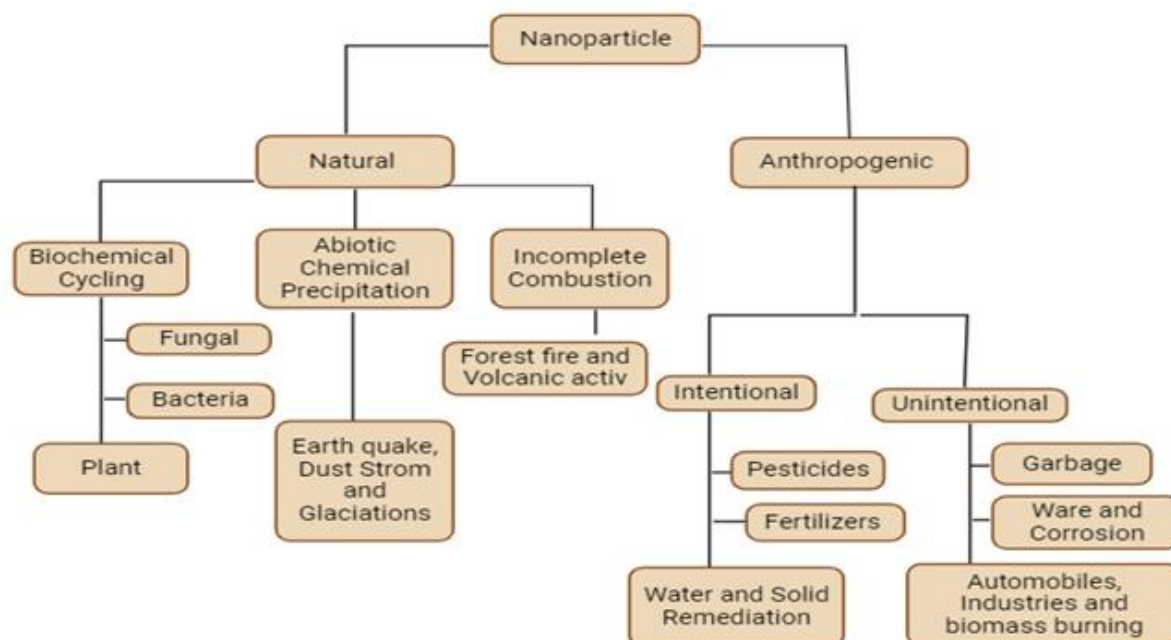 Nanoparticle
Natural
Anthropogenic
Biochemical
Cycling
Abiotic
Chemical
Precipitation
Incomplete
Combustion
Fungal
Bacteria
Plant
Earth quake,
Dust Strom
and
Glaciations
Forest fire and
Volcanic activ
Intentional
Unintentional
Pesticides
Fertilizers
Water and Solid
Remediation
Garbage
Ware and
Corrosion
Automobiles,
Industries and
biomass burning